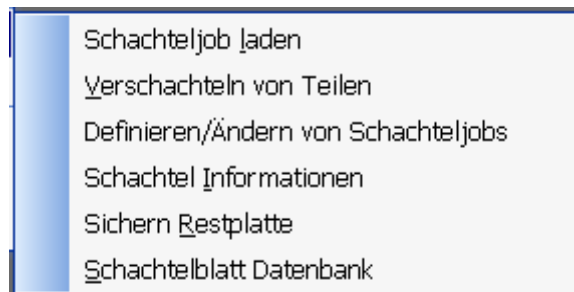 Schachteljob laden
Verschachteln von Teilen
Definieren/Ändern von Schachteljobs
Schachtel Informationen
Sichern Restplatte
Schachtelblatt Datenbank